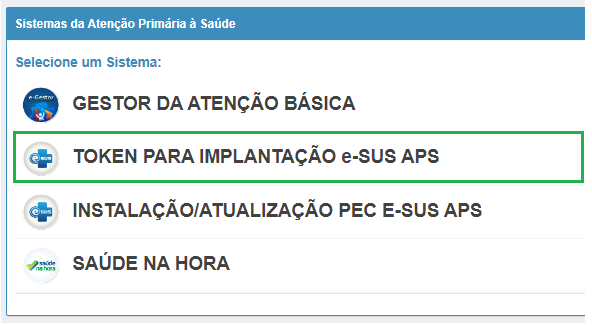 Sistemas da Atenção Primária à Saúde
Selecione um Sistema:
e-Gestor
GESTOR DA ATENÇÃO BÁSICA
e-SUS
TOKEN PARA IMPLANTAÇÃO e-SUS APS
e-SUS
INSTALAÇÃO/ATUALIZAÇÃO PEC E-SUS APS
saúde
na hora
SAÚDE NA HORA